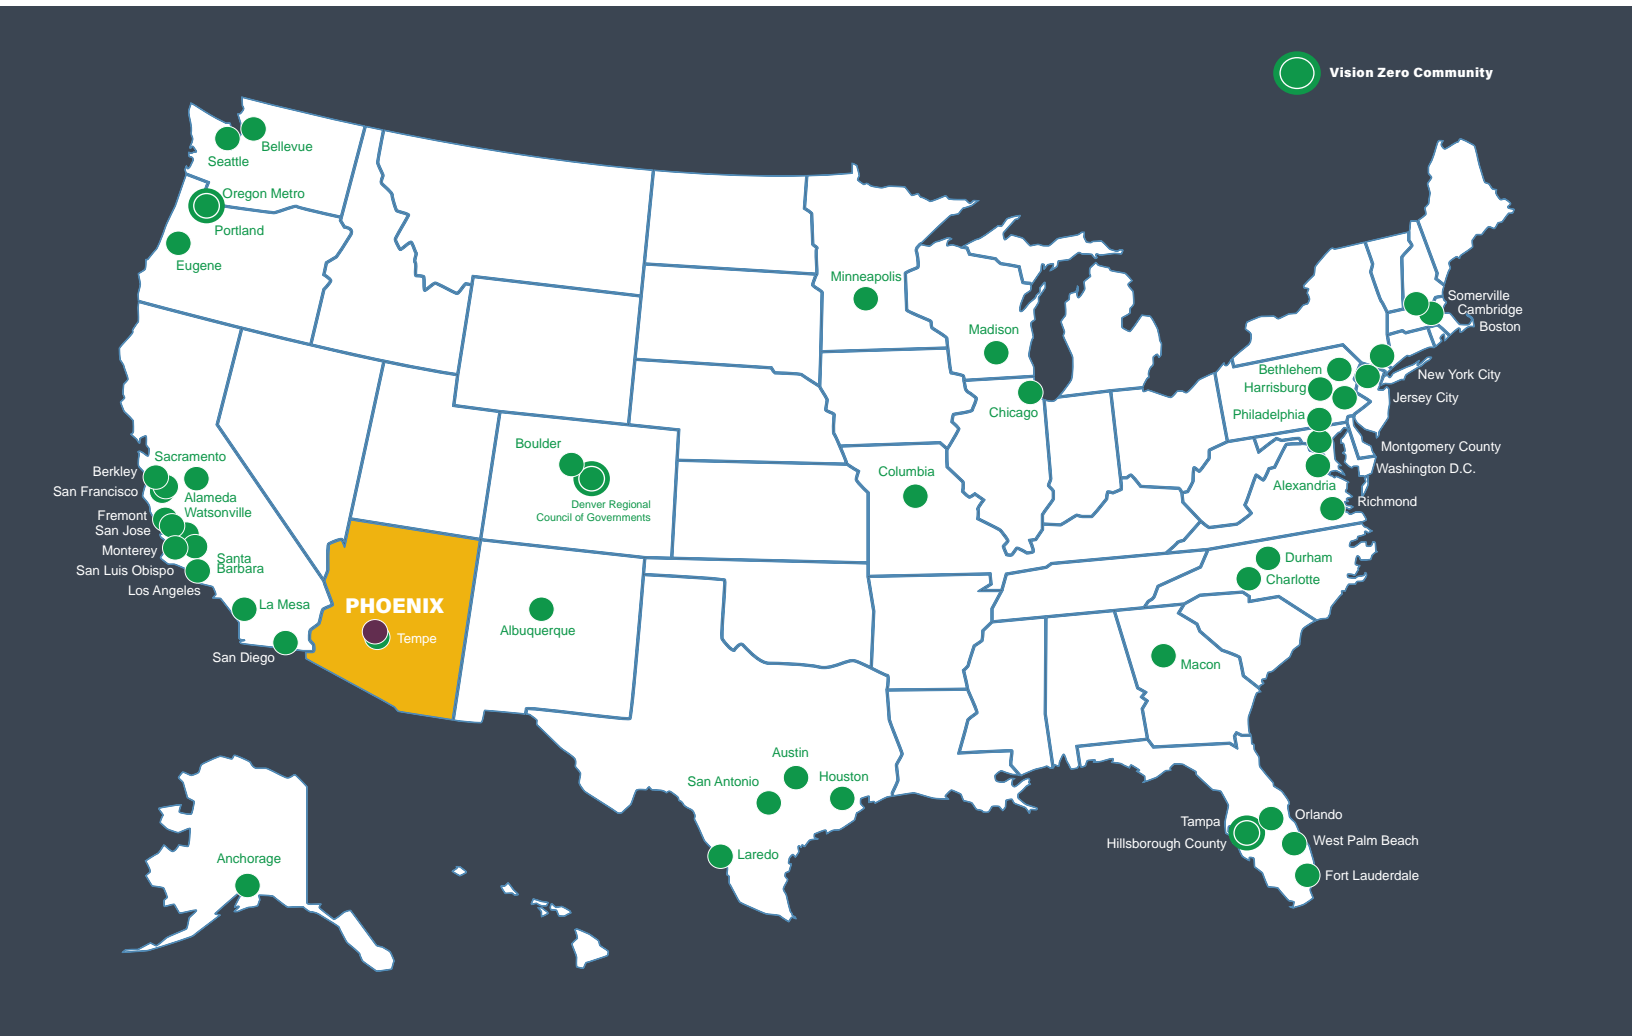 Vision Zero Community
Bellevue
Seattle
Oregon Metro
Portland
Eugene
Minneapolis
Madison
Chicago
Somerville
Cambridge
Boston
Bethlehem
New York City
Harrisburg
Jersey City
Philadelphia
Montgomery County
Washington D.C.
Alexandria
Richmond
Boulder
Denver Regional
Council of Governments
Columbia
Sacramento
Berkley
San Francisco
Alameda
Watsonville
Fremont
San Jose
Monterey
Santa
Barbara
San Luis Obispo
Los Angeles
La Mesa
San Diego
PHOENIX
Tempe
Albuquerque
Durham
Charlotte
Macon
Austin
San Antonio
Houston
Laredo
Tampa
Hillsborough County
Orlando
West Palm Beach
Fort Lauderdale
Anchorage